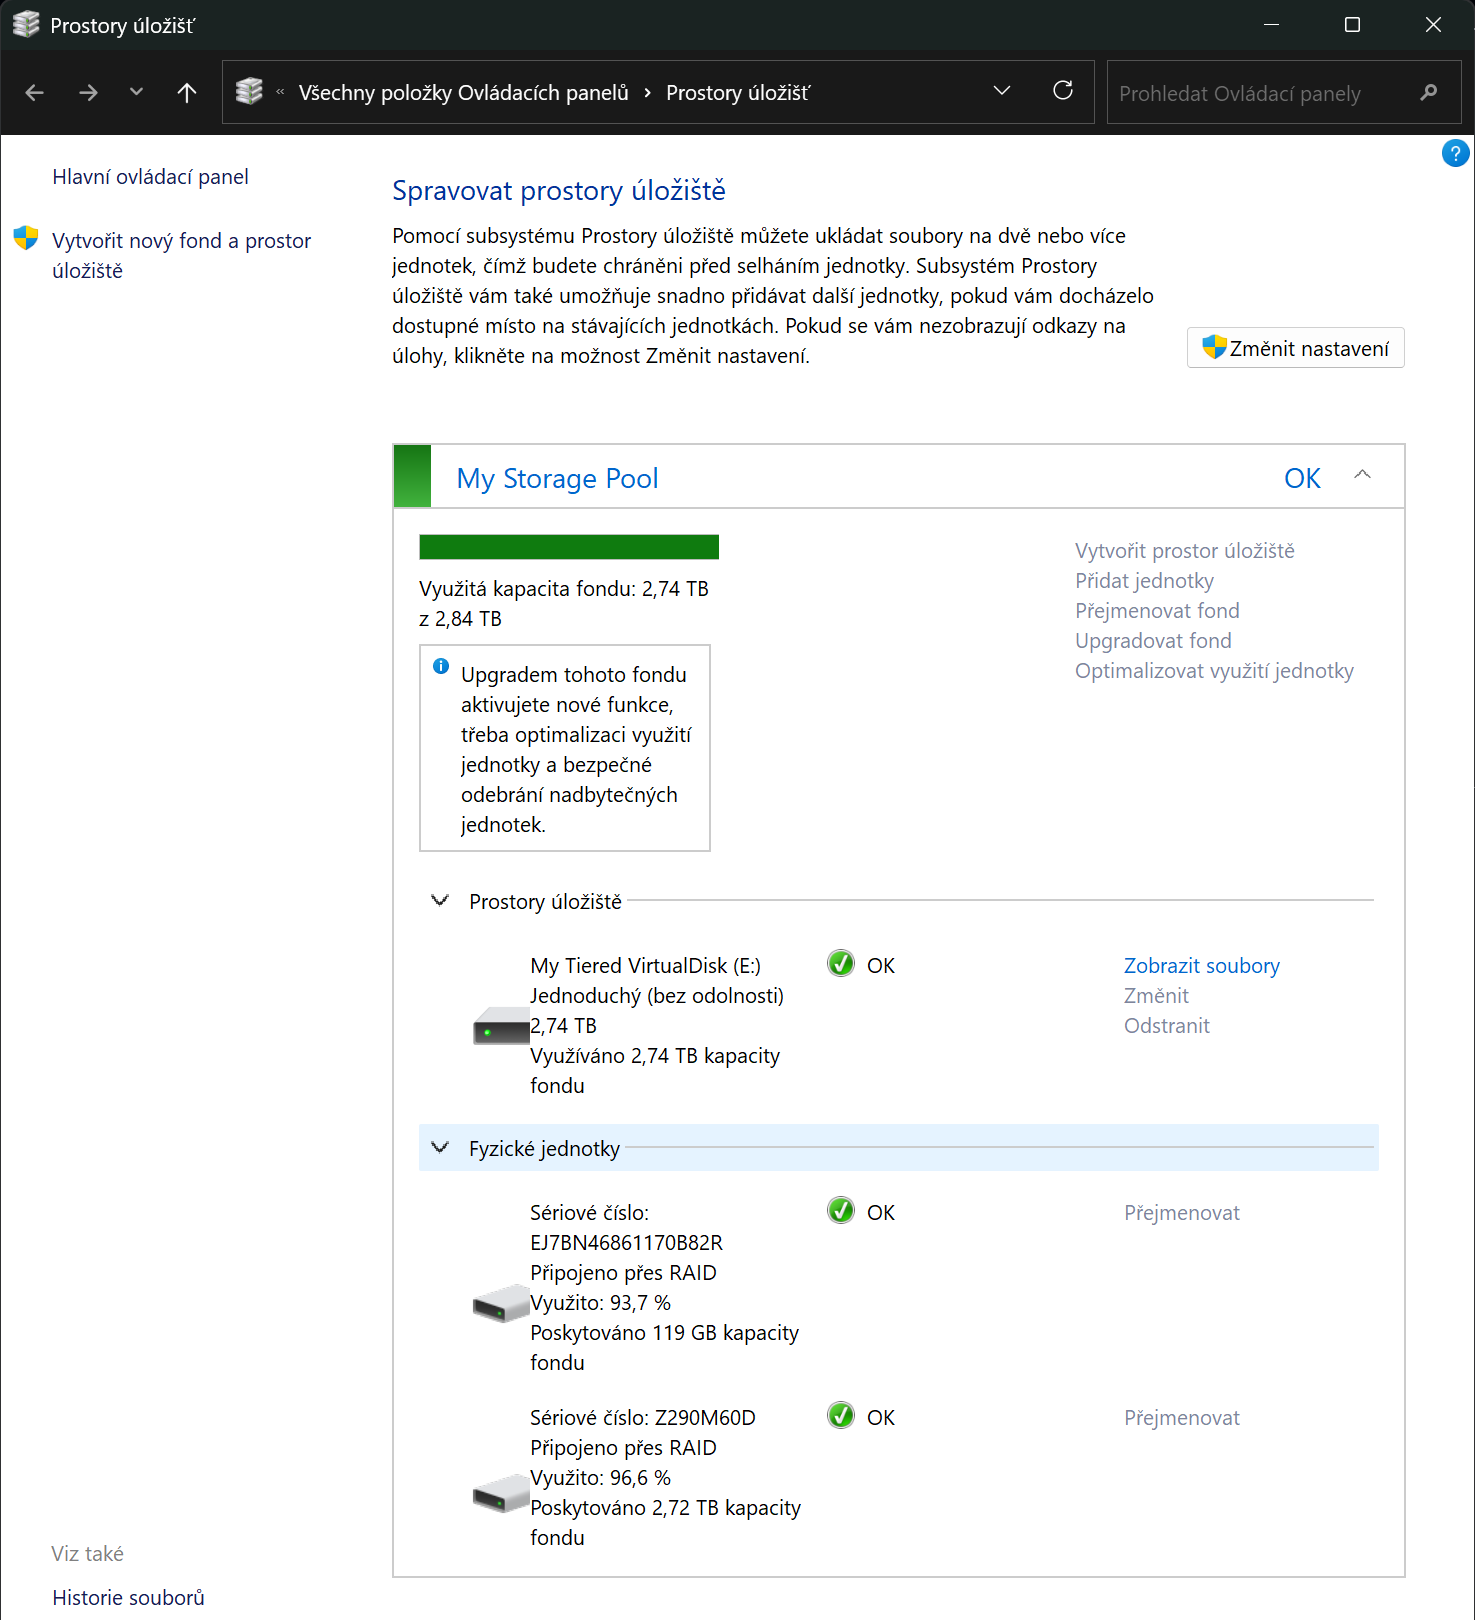 Prostory úložišť
« Všechny položky Ovládacích panelů › Prostory úložišť
Prohledat Ovládací panely
?
Hlavní ovládací panel
Vytvořit nový fond a prostor
úložiště
Spravovat prostory úložiště
Pomocí subsystému Prostory úložiště můžete ukládat soubory na dvě nebo více
jednotek, čímž budete chráněni před selháním jednotky. Subsystém Prostory
úložiště vám také umožňuje snadno přidávat další jednotky, pokud vám docházelo
dostupné místo na stávajících jednotkách. Pokud se vám nezobrazují odkazy na
úlohy, klikněte na možnost Změnit nastavení.
Změnit nastavení
My Storage Pool
OK
Využitá kapacita fondu: 2,74 TB
z 2,84 TB
Upgradem tohoto fondu
aktivujete nové funkce,
třeba optimalizaci využití
jednotky a bezpečné
odebrání nadbytečných
jednotek.
Vytvořit prostor úložiště
Přidat jednotky
Přejmenovat fond
Upgradovat fond
Optimalizovat využití jednotky
Prostory úložiště
My Tiered VirtualDisk (E:)
Jednoduchý (bez odolnosti)
2,74 TB
Využíváno 2,74 TB kapacity
fondu
OK
Zobrazit soubory
Změnit
Odstranit
Fyzické jednotky
Sériové číslo:
EJ7BN46861170B82R
Připojeno přes RAID
Využito: 93,7 %
Poskytováno 119 GB kapacity
fondu
OK
Přejmenovat
Sériové číslo: Z290M60D
Připojeno přes RAID
Využito: 96,6 %
Poskytováno 2,72 TB kapacity
fondu
OK
Přejmenovat
Viz také
Historie souborů